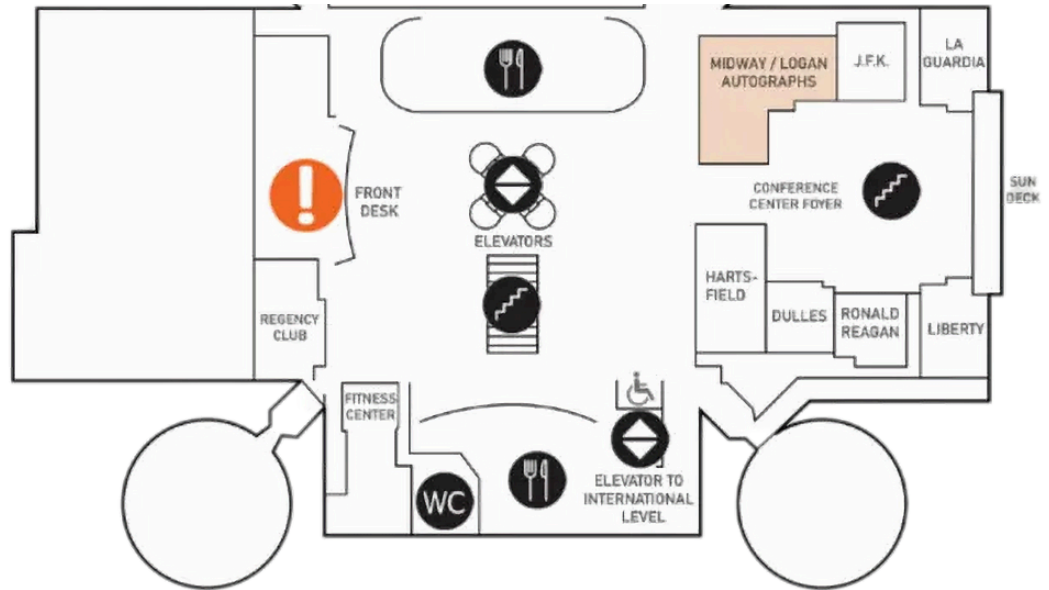 MIDWAY / LOGAN
AUTOGRAPHS
J.F.K.
LA
GUARDIA
FRONT
DESK
CONFERENCE
CENTER FOYER
SUN
DECK
ELEVATORS
HARTS-
FIELD
DULLES
RONALD
REAGAN
LIBERTY
REGENCY
CLUB
FITNESS
CENTER
WC
ELEVATOR TO
INTERNATIONAL
LEVEL